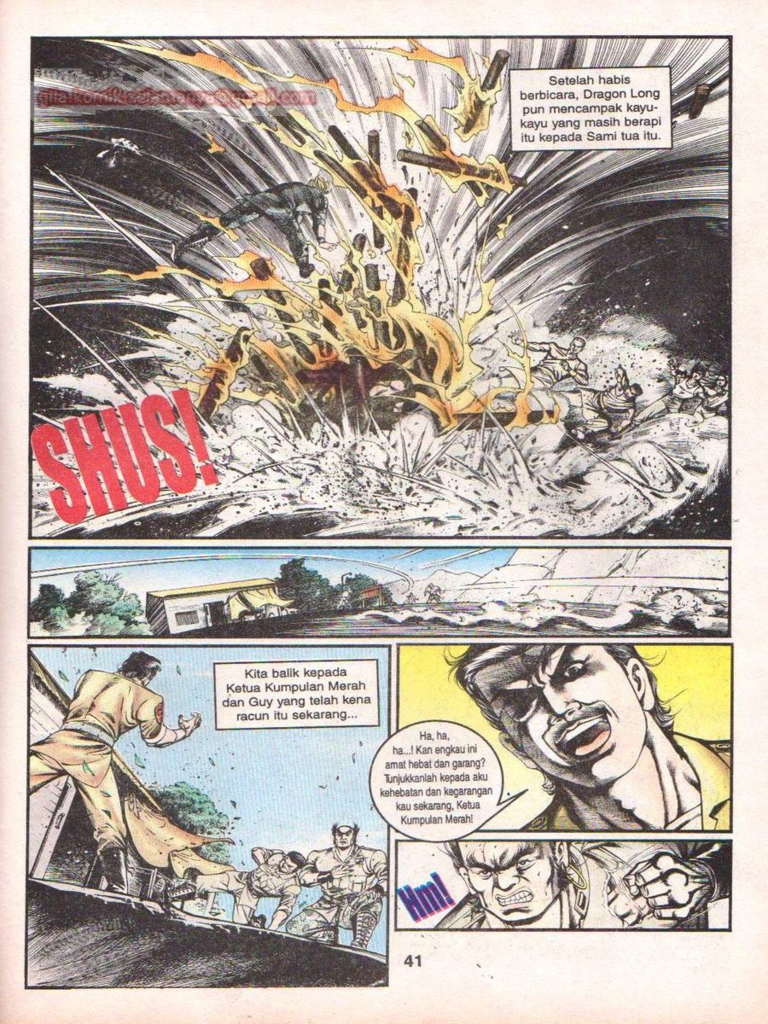 Setelah habis
berbicara, Dragon Long
pun mencampak kayu-
kayu yang masih berapi
itu kepada Sami tua itu.
SHUS!
Kita balik kepada
Ketua Kumpulan Merah
dan Guy yang telah kena
racun itu sekarang...
Ha, ha,
ha...! Kan engkau ini
amat hebat dan garang?
Tunjukkanlah kepada aku
kehebatan dan kegarangan
kau sekarang, Ketua
Kumpulan Merah!
Hm!
41